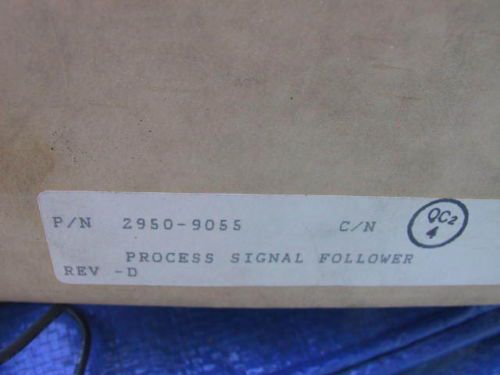 P/N 2950-9055 C/N QC2
4
PROCESS SIGNAL FOLLOWER
REV -D